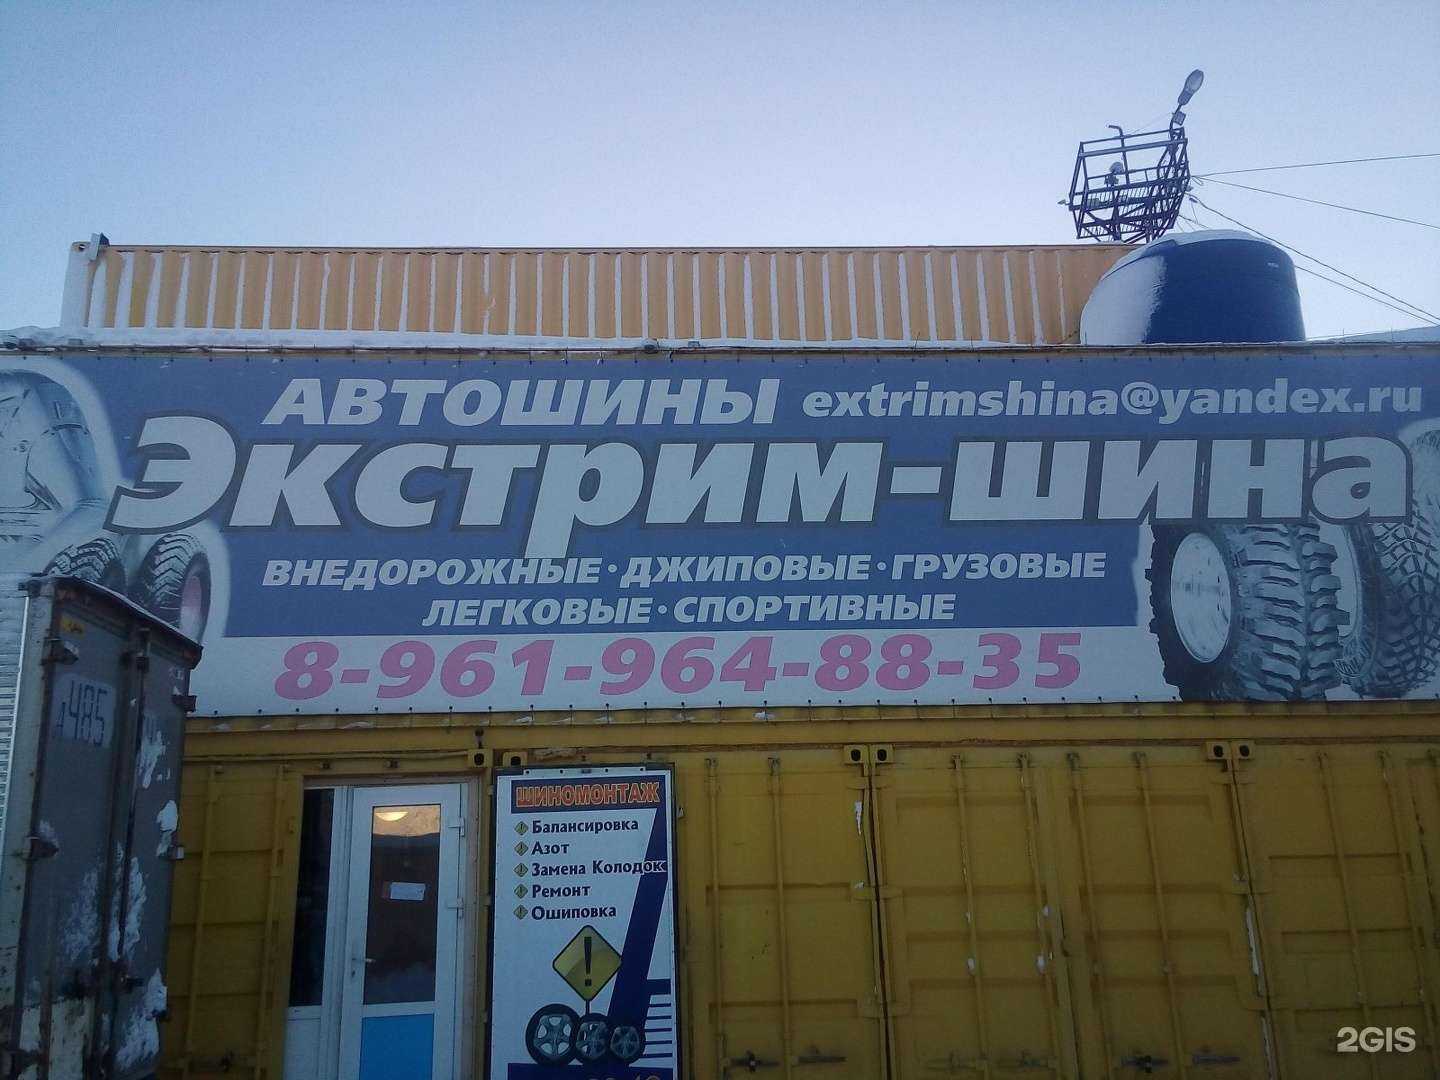 АВТОШИНЫ extrimshina@yandex.ru
Экстрим-шина
ВНЕДОРОЖНЫЕ·ДЖИПОВЫЕ·ГРУЗОВЫЕ
ЛЕГКОВЫЕ·СПОРТИВНЫЕ
8-961-964-88-35
485
ШИНОМОНТАЖ
Балансировка
Азот
Замена Колодок
Ремонт
Ошиповка
2GIS